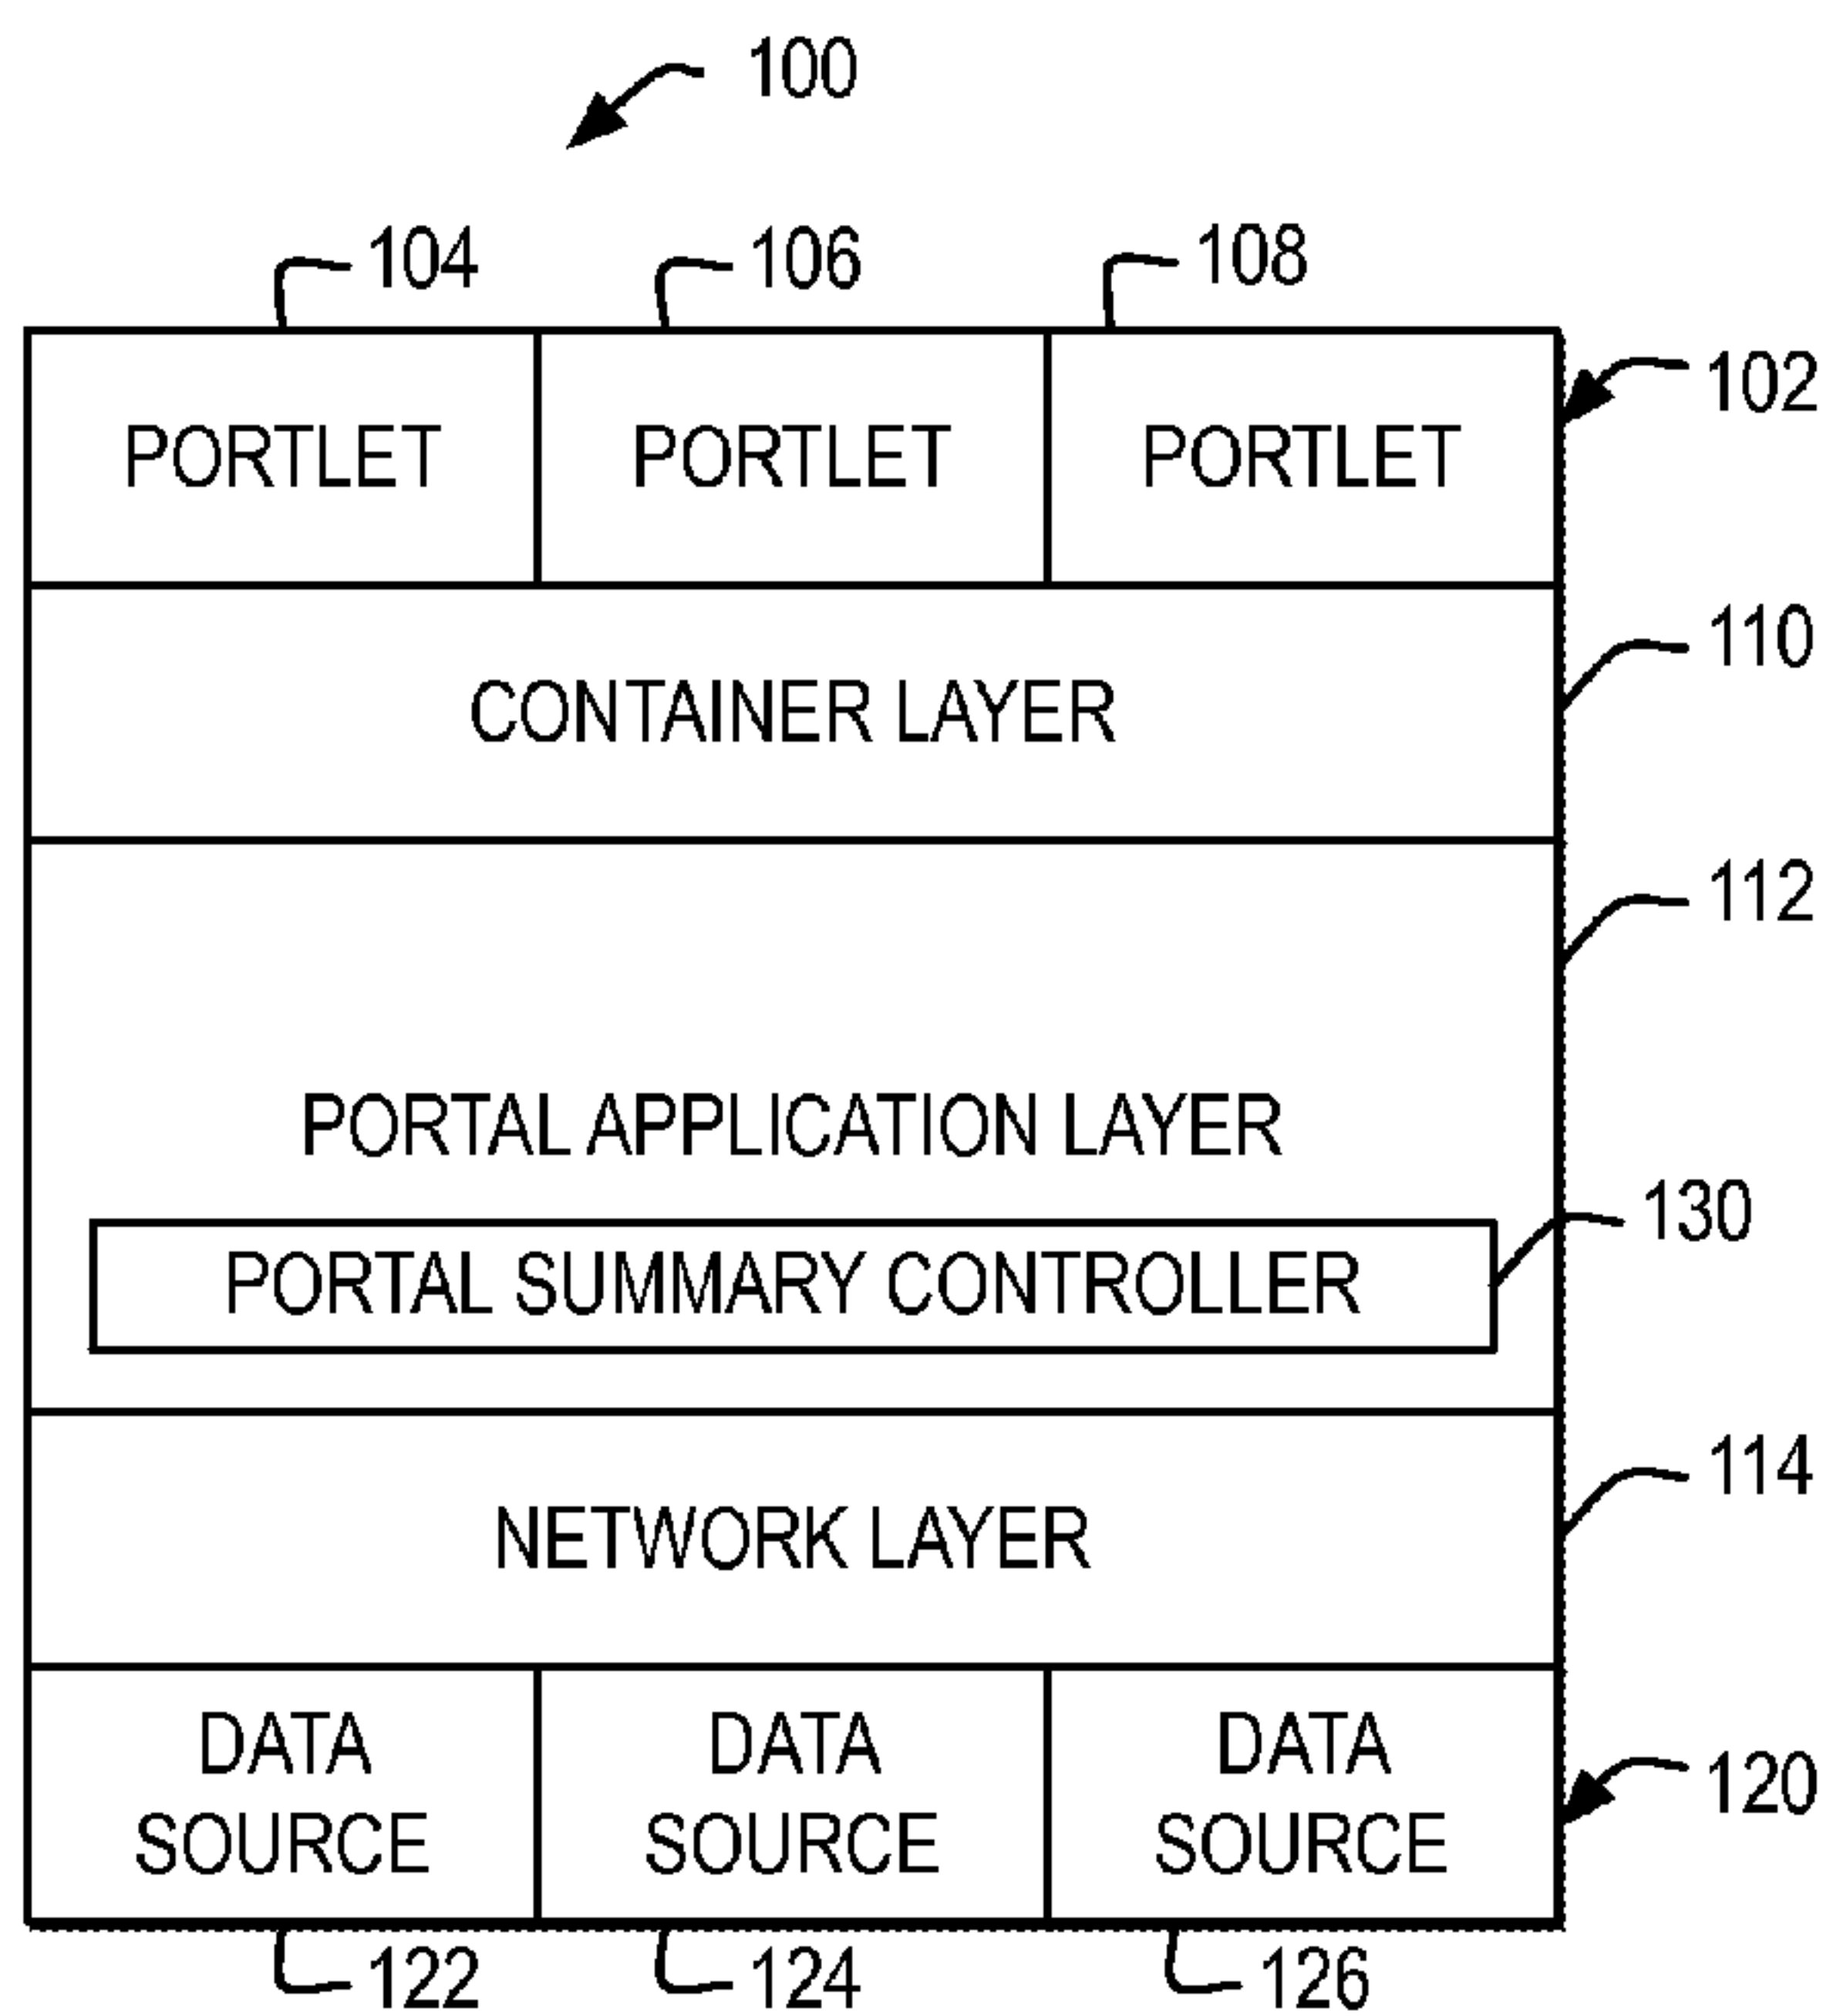 100
104 106 108
102
PORTLET PORTLET PORTLET
110
CONTAINER LAYER
112
PORTAL APPLICATION LAYER
130
PORTAL SUMMARY CONTROLLER
114
NETWORK LAYER
DATA DATA DATA
120
SOURCE SOURCE SOURCE
122 124 126